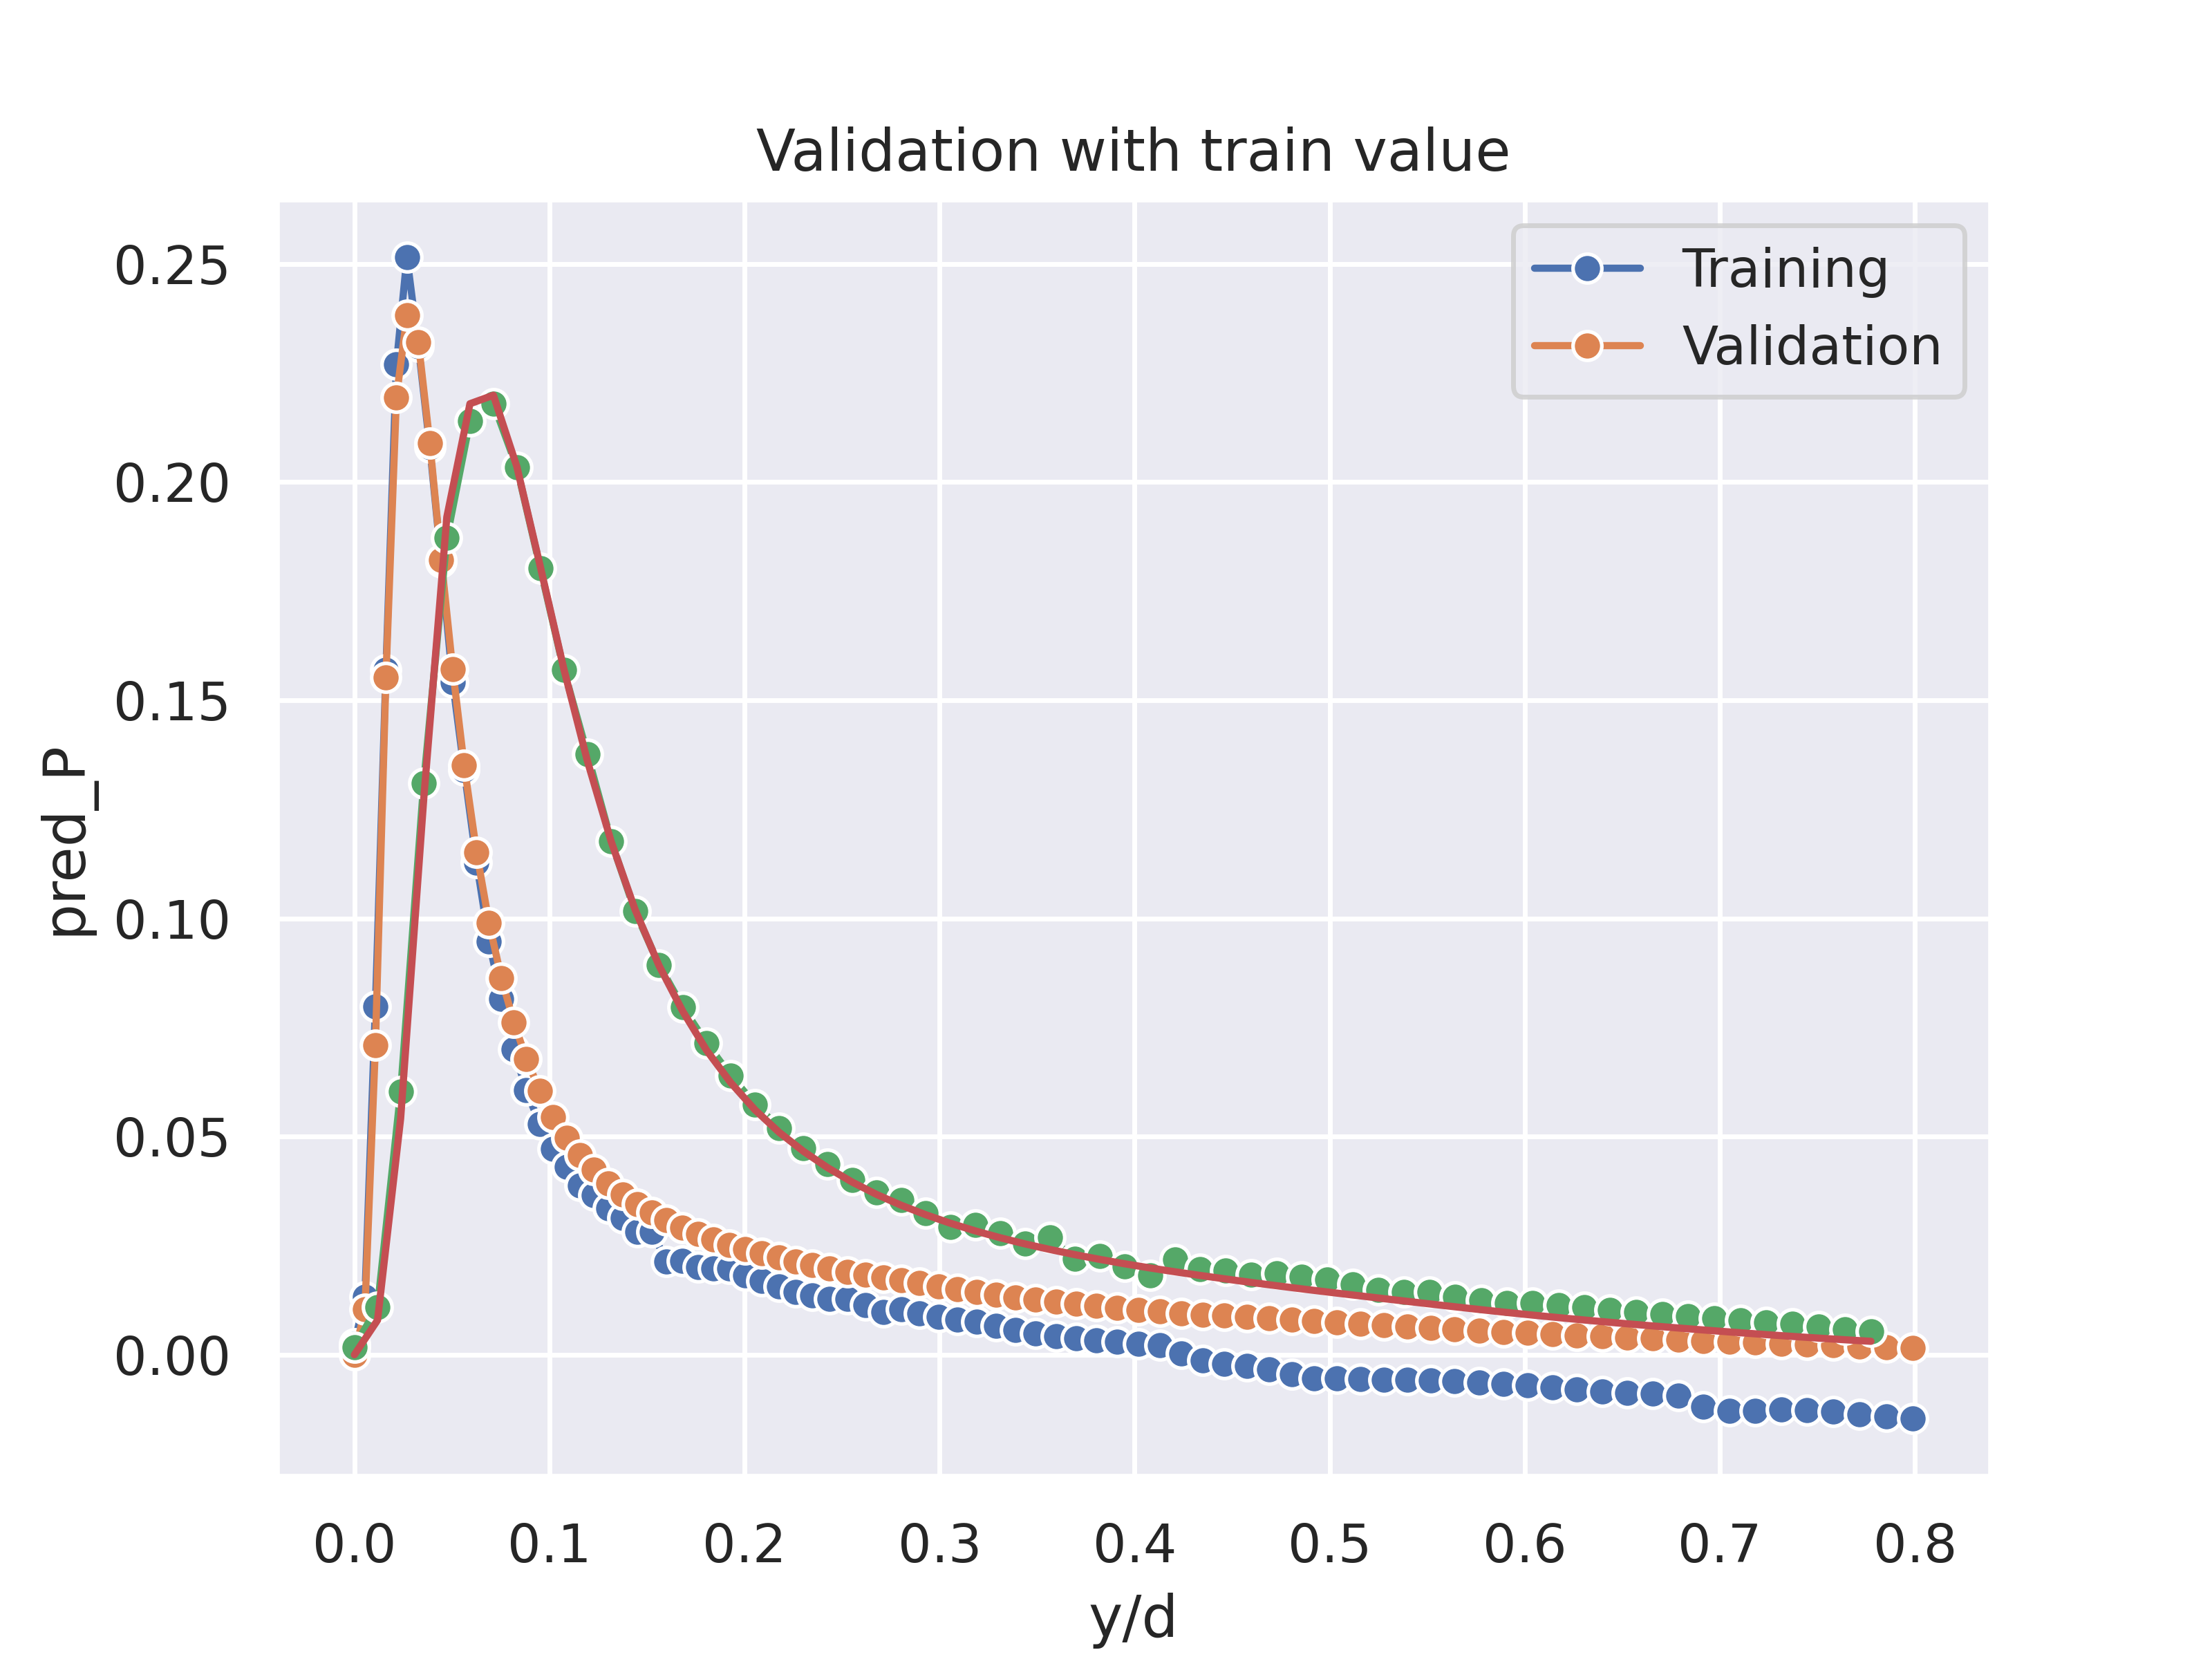 Validation with train value
Training
Validation
0.25
0.20
0.15
0.10
0.05
0.00
pred_P
0.0 0.1 0.2 0.3 0.4 0.5 0.6 0.7 0.8
y/d